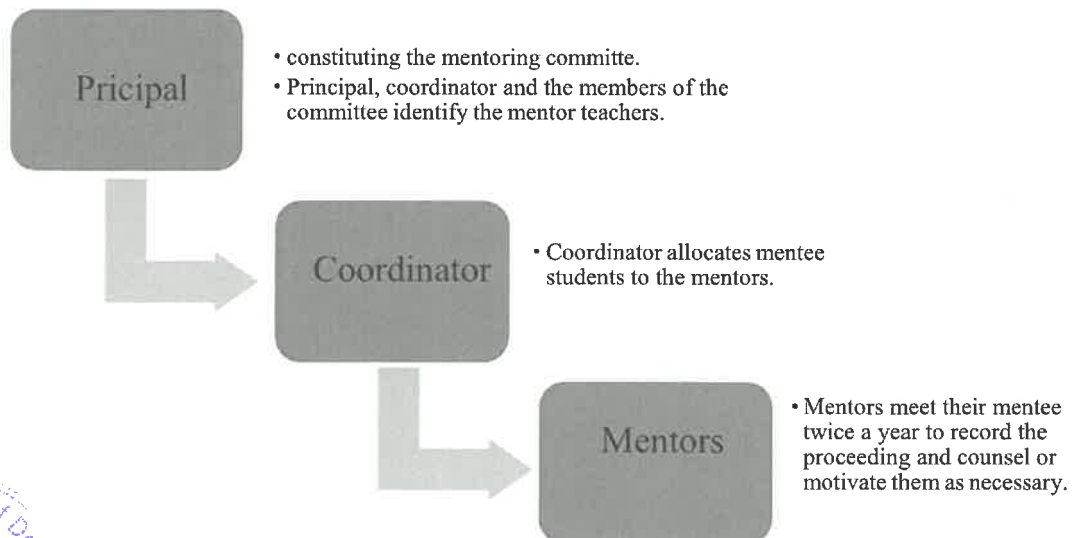 Pricipal
• constituting the mentoring committe.
• Principal, coordinator and the members of the
committee identify the mentor teachers.
Coordinator
• Coordinator allocates mentee
students to the mentors.
Mentors
• Mentors meet their mentee
twice a year to record the
proceeding and counsel or
motivate them as necessary.